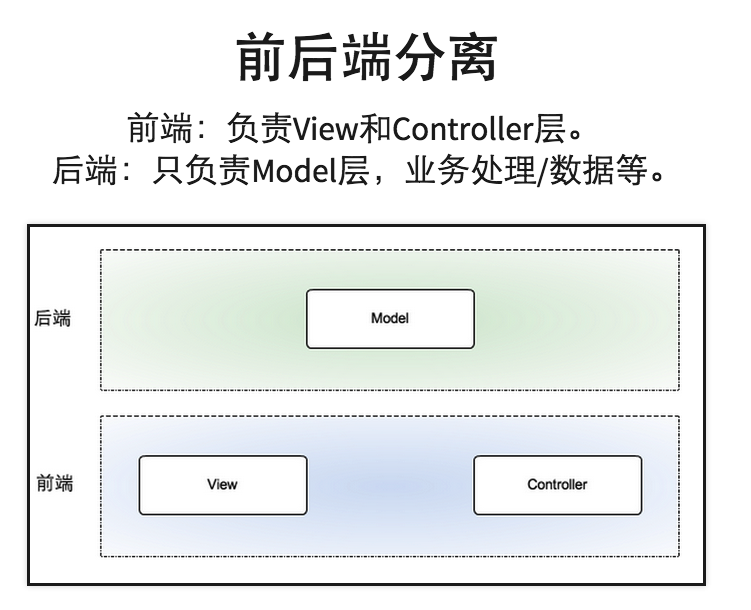 前后端分离
前端：负责View和Controller层。
后端：只负责Model层，业务处理/数据等。
后端
Model
前端
View
Controller